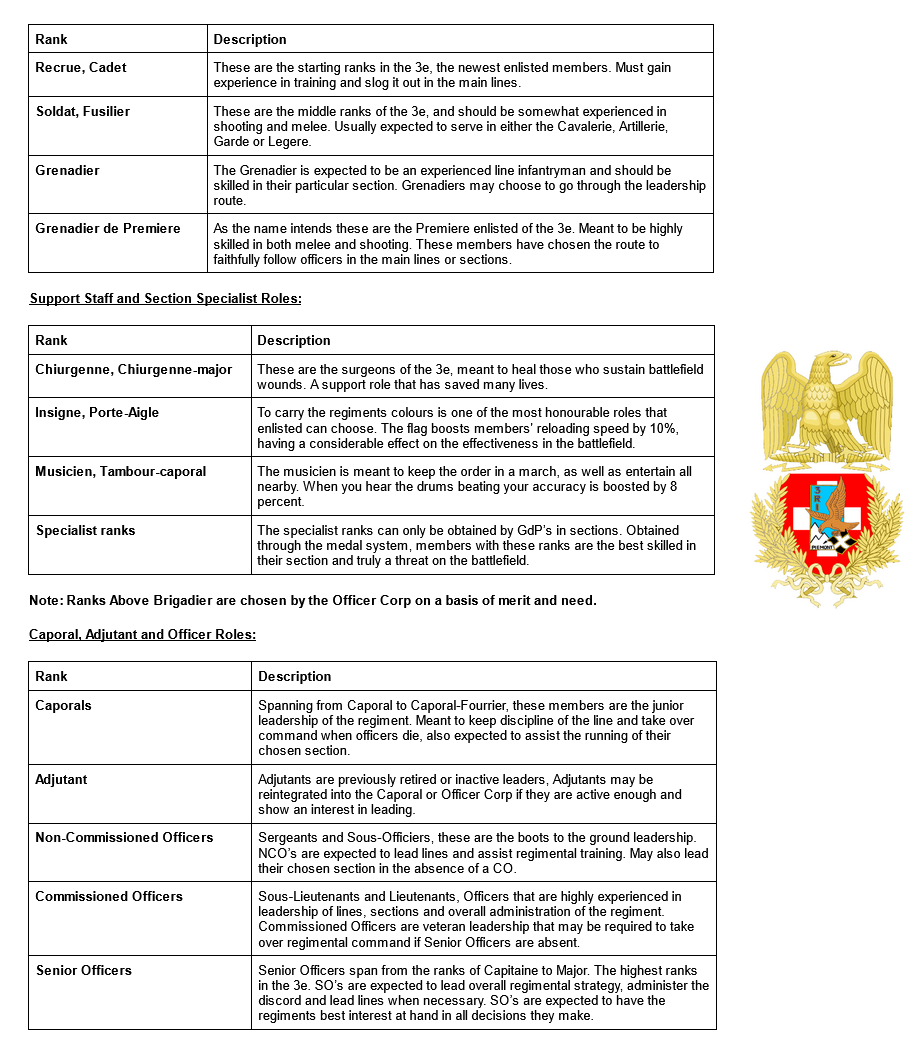 Rank
Description
Recrue, Cadet
These are the starting ranks in the 3e, the newest enlisted members. Must gain
experience in training and slog it out in the main lines.
Soldat, Fusilier
These are the middle ranks of the 3e, and should be somewhat experienced in
shooting and melee. Usually expected to serve in either the Cavalerie, Artillerie,
Garde or Legere.
Grenadier
The Grenadier is expected to be an experienced line infantryman and should be
skilled in their particular section. Grenadiers may choose to go through the leadership
route.
Grenadier de Premiere
As the name intends these are the Premiere enlisted of the 3e. Meant to be highly
skilled in both melee and shooting. These members have chosen the route to
faithfully follow officers in the main lines or sections.
Support Staff and Section Specialist Roles:
Rank
Description
Chiurgenne, Chiurgenne-major
These are the surgeons of the 3e, meant to heal those who sustain battlefield
wounds. A support role that has saved many lives.
Insigne, Porte-Aigle
To carry the regiments colours is one of the most honourable roles that
enlisted can choose. The flag boosts members' reloading speed by 10%,
having a considerable effect on the effectiveness in the battlefield.
Musicien, Tambour-caporal
The musicien is meant to keep the order in a march, as well as entertain all
nearby. When you hear the drums beating your accuracy is boosted by 8
percent.
Specialist ranks
The specialist ranks can only be obtained by GdP's in sections. Obtained
through the medal system, members with these ranks are the best skilled in
their section and truly a threat on the battlefield.
3
R
I
PIEMONT
Note: Ranks Above Brigadier are chosen by the Officer Corp on a basis of merit and need.
Caporal, Adjutant and Officer Roles:
Rank
Description
Caporals
Spanning from Caporal to Caporal-Fourrier, these members are the junior
leadership of the regiment. Meant to keep discipline of the line and take over
command when officers die, also expected to assist the running of their
chosen section.
Adjutant
Adjutants are previously retired or inactive leaders, Adjutants may be
reintegrated into the Caporal or Officer Corp if they are active enough and
show an interest in leading.
Non-Commissioned Officers
Sergeants and Sous-Officiers, these are the boots to the ground leadership.
NCO's are expected to lead lines and assist regimental training. May also lead
their chosen section in the absence of a CO.
Commissioned Officers
Sous-Lieutenants and Lieutenants, Officers that are highly experienced in
leadership of lines, sections and overall administration of the regiment.
Commissioned Officers are veteran leadership that may be required to take
over regimental command if Senior Officers are absent.
Senior Officers
Senior Officers span from the ranks of Capitaine to Major. The highest ranks
in the 3e. SO's are expected to lead overall regimental strategy, administer the
discord and lead lines when necessary. SO's are expected to have the
regiments best interest at hand in all decisions they make.